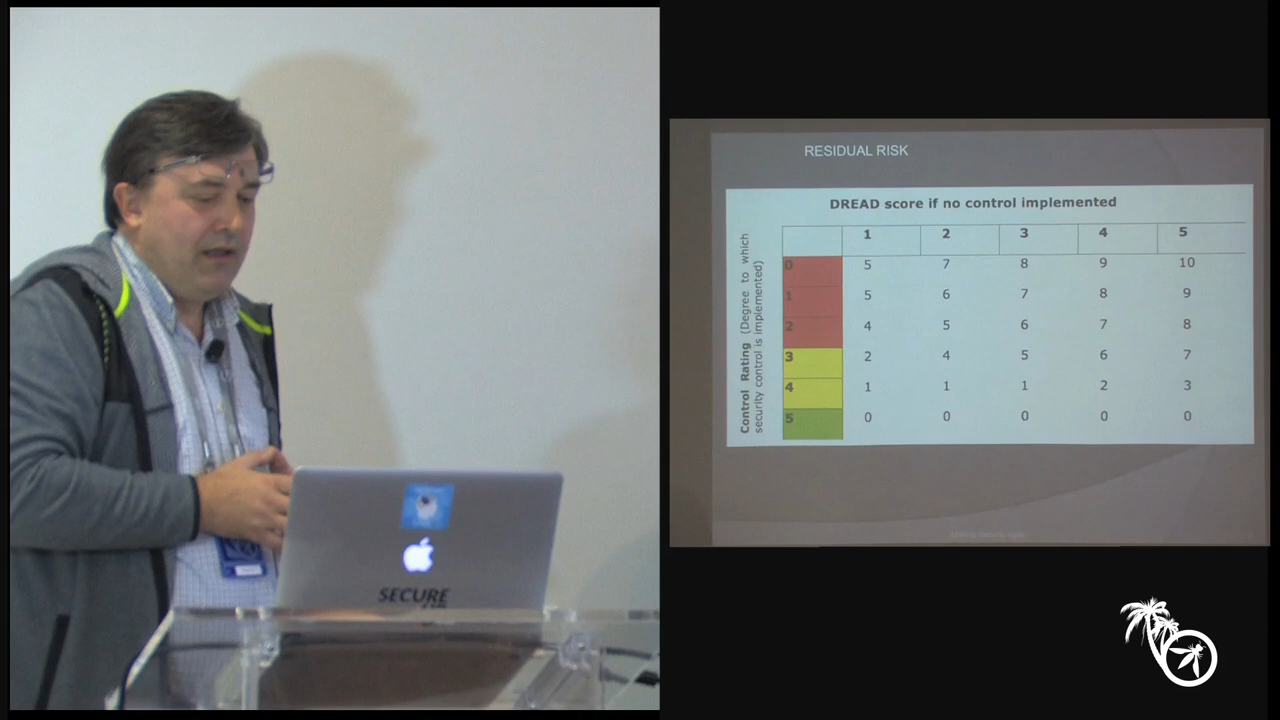 RESIDUAL RISK
DREAD score if no control implemented
Control Rating (Degree to which
security control is implemented)
1 2 3 4 5
0 5 7 8 9 10
1 5 6 7 8 9
2 4 5 6 7 8
3 2 4 5 6 7
4 1 1 1 2 3
5 0 0 0 0 0
SECURE